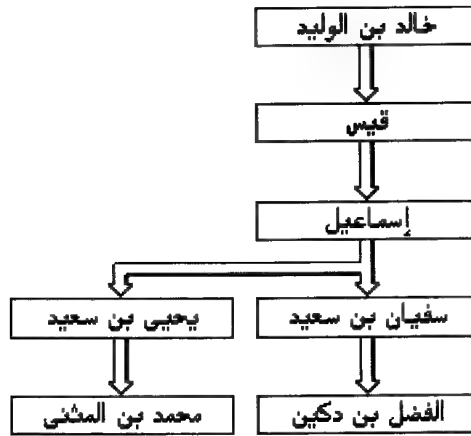 خالد بن الوليد
قيس
إسماعيل
سفيان بن سعيد
يحيى بن سعيد
الفضل بن دكين
محمد بن المثنى